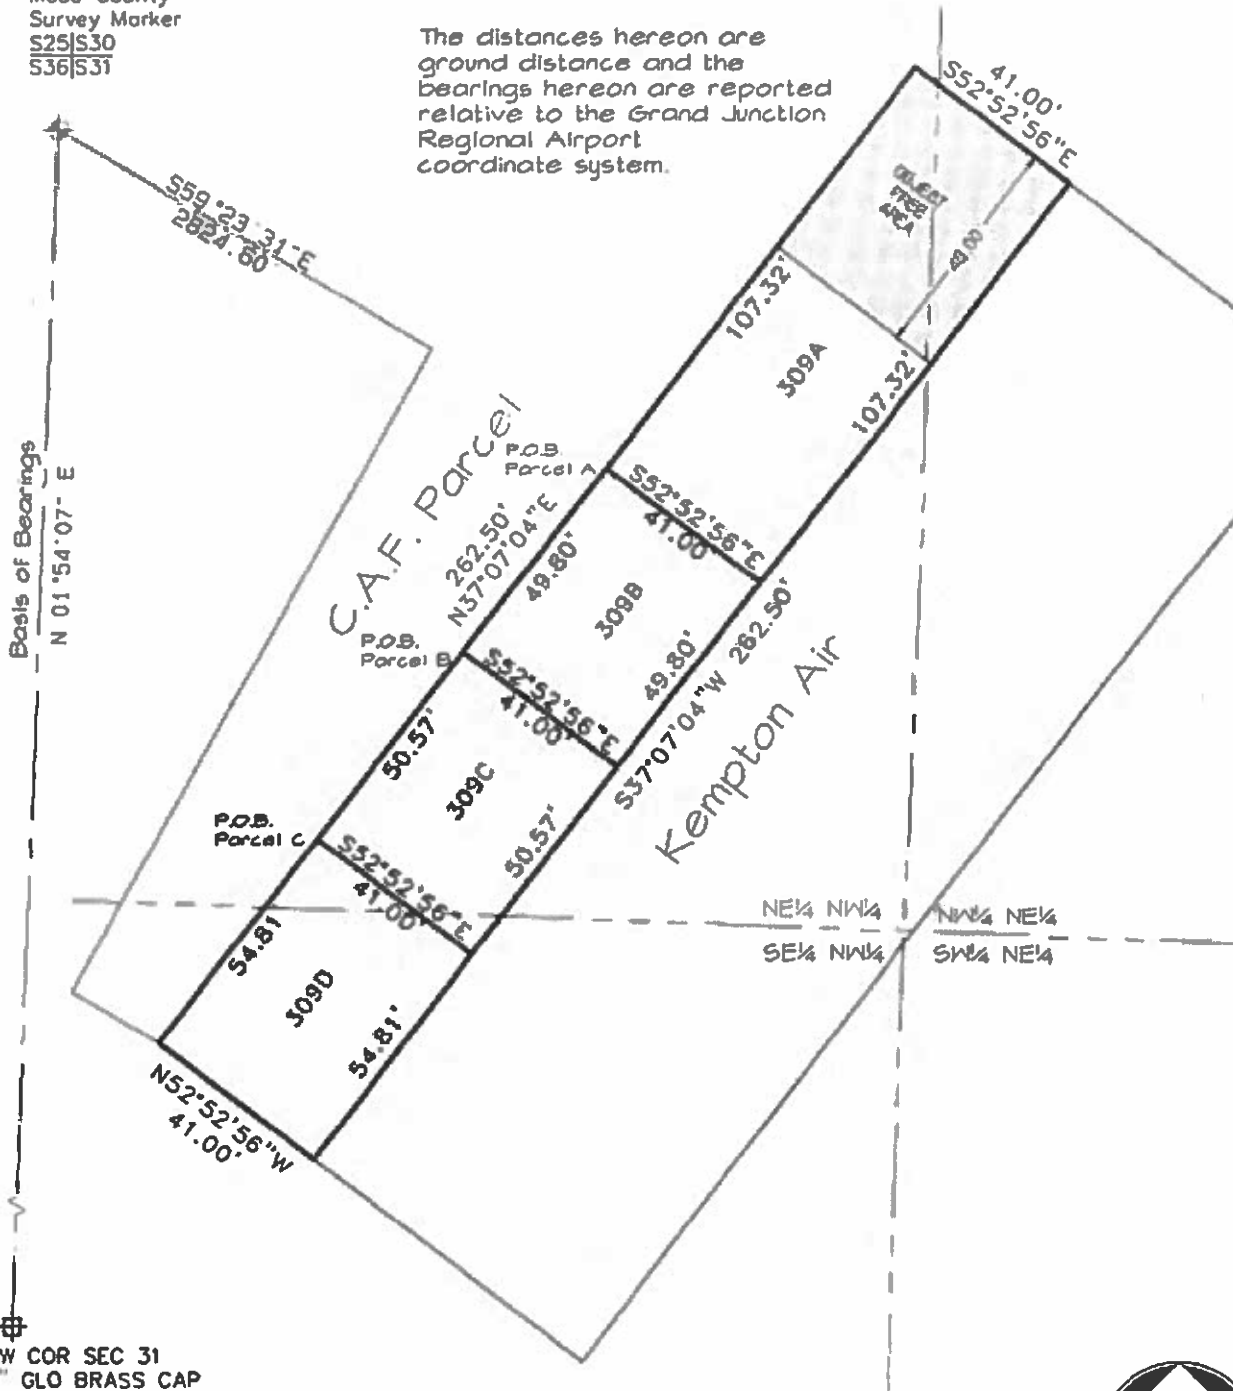 Survey Marker
S25|S30
S36|S31
The distances hereon are
ground distance and the
bearings hereon are reported
relative to the Grand Junction
Regional Airport
coordinate system.
41.00'
S52°52'56"E
S59°23'31"E
2824.60
OBJECT
FREE
AREA
48.00
107.32'
309A
107.32'
Basis of Bearings
N 01°54'07" E
C.A.F. Parcel
P.O.B.
Parcel A
S52°52'56"E
41.00'
262.50'
N37°07'04"E
49.80'
309B
49.80'
S37°07'04"W 262.50'
Kempton Air
P.O.B.
Parcel B
S52°52'56"E
41.00'
50.57'
309C
50.57'
P.O.B.
Parcel C
S52°52'56"E
41.00'
54.81'
309D
54.81'
N52°52'56"W
41.00'
NE¼ NW¼
NW¼ NE¼
SE¼ NW¼
SW¼ NE¼
W COR SEC 31
" GLO BRASS CAP